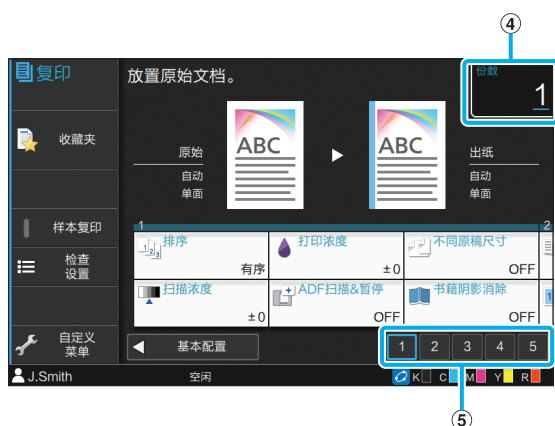 ④
复印
放置原始文档。
份数
1
收藏夹
ABC
ABC
原始
自动
单面
出纸
自动
单面
样本复印
检查
设置
自定义
菜单
1
2
1 2 3
排序
有序
打印浓度
±0
不同原稿尺寸
OFF
扫描浓度
±0
ADF扫描&暂停
OFF
书籍阴影消除
OFF
基本配置
1 2 3 4 5
J.Smith
空闲
K C M Y R
⑤